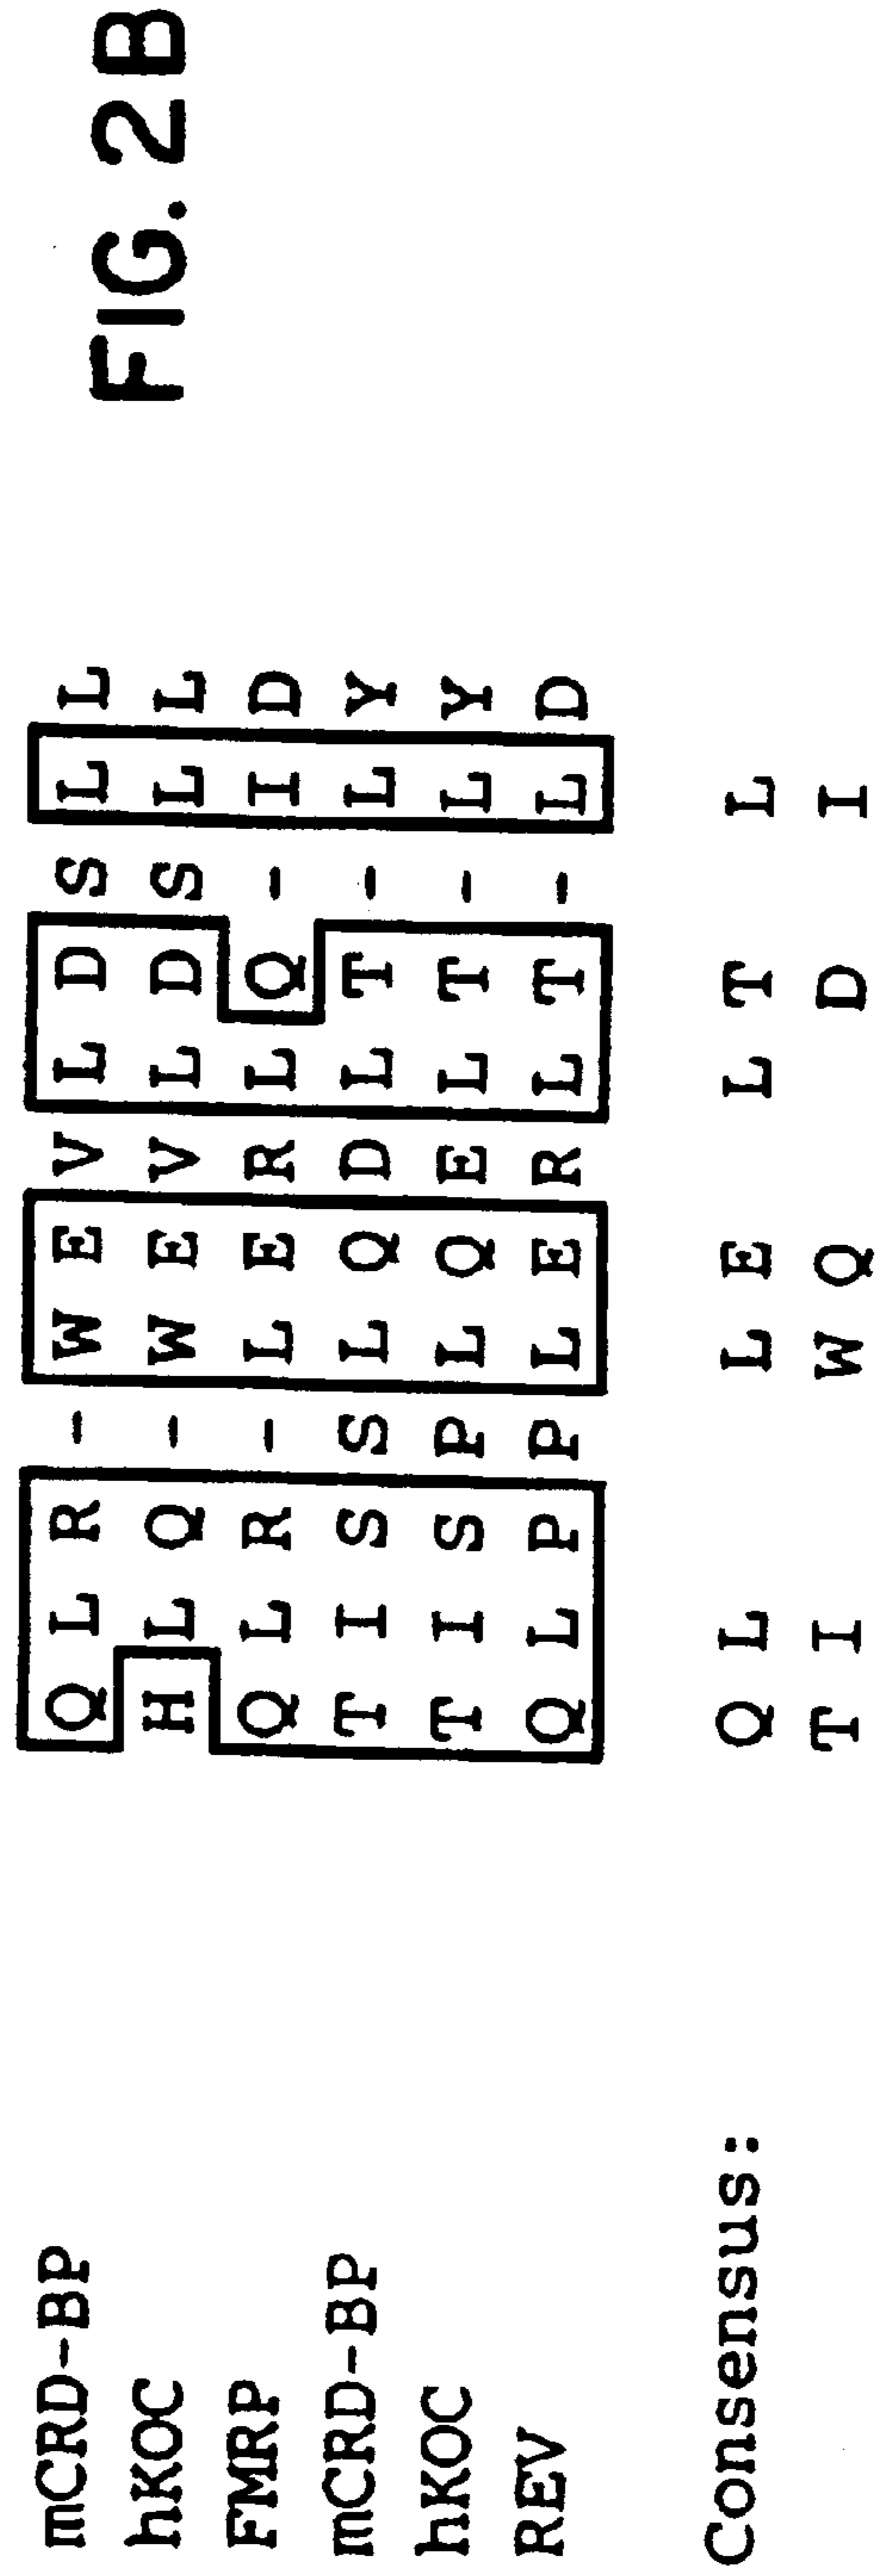 mCRD-BP Q L R - W E V L D S L L
hKOC H L Q - W E V L D S L L
FMRP Q L R - L E R L Q - I D
mCRD-BP T I S S L Q D L T - L Y
hKOC T I S P L Q E L T - L Y
REV Q L P P L E R L T - L D
Consensus: Q L L E L T L
T I W Q D I
FIG. 2B